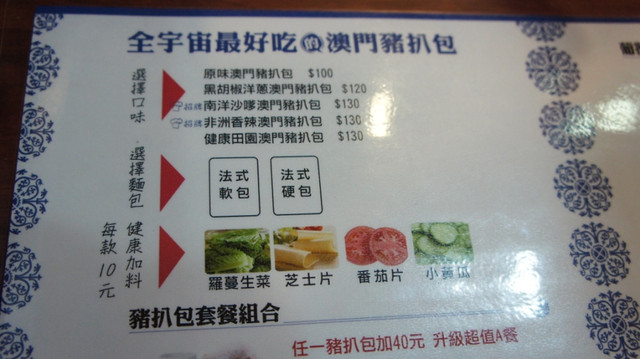 全宇宙最好吃的澳門豬扒包
選擇口味
原味澳門豬扒包 $100
黑胡椒洋蔥澳門豬扒包 $120
招牌 南洋沙嗲澳門豬扒包 $130
招牌 非洲香辣澳門豬扒包 $130
健康田園澳門豬扒包 $130
選擇麵包
法式軟包
法式硬包
健康加料
每款10元
羅蔓生菜 芝士片 番茄片 小黃瓜
豬扒包套餐組合
任一豬扒包加40元 升級超值A餐